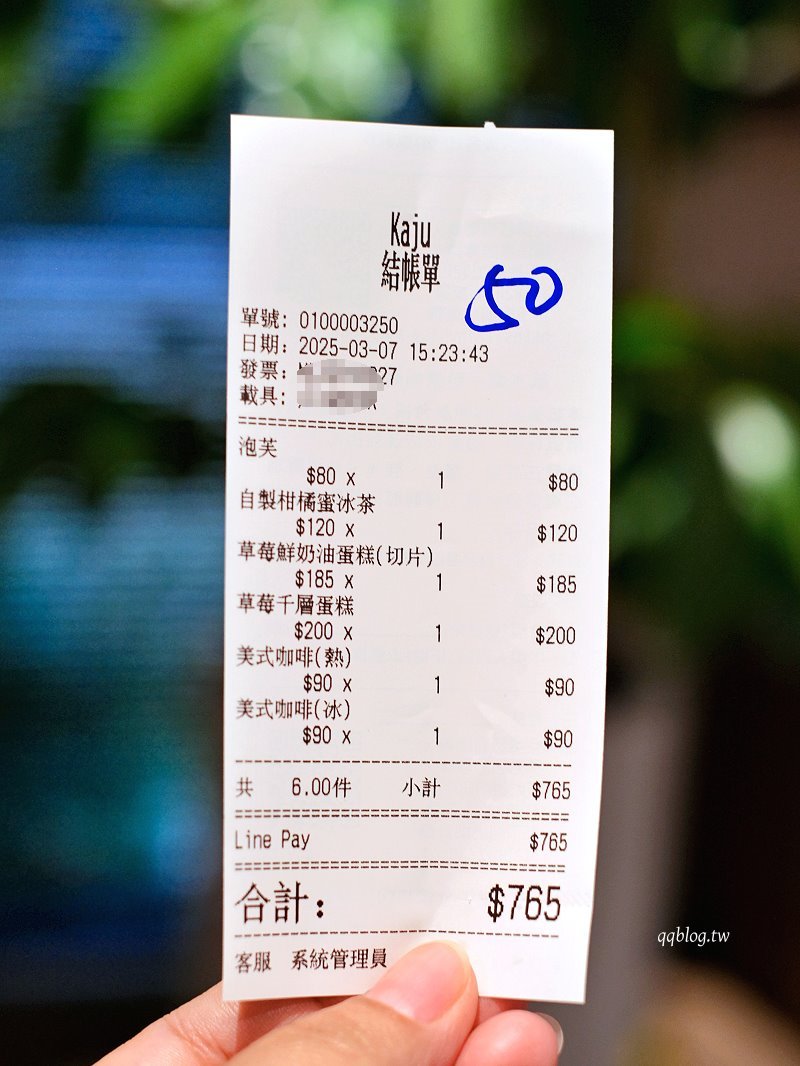 Kaju
結帳單
50
單號: 0100003250
日期: 2025-03-07 15:23:43
發票: 27
載具:
泡芙
$80 x 1 $80
自製柑橘蜜冰茶
$120 x 1 $120
草莓鮮奶油蛋糕(切片)
$185 x 1 $185
草莓千層蛋糕
$200 x 1 $200
美式咖啡(熱)
$90 x 1 $90
美式咖啡(冰)
$90 x 1 $90
共 6.00件 小計 $765
Line Pay $765
合計: $765
客服 系統管理員
qqblog.tw